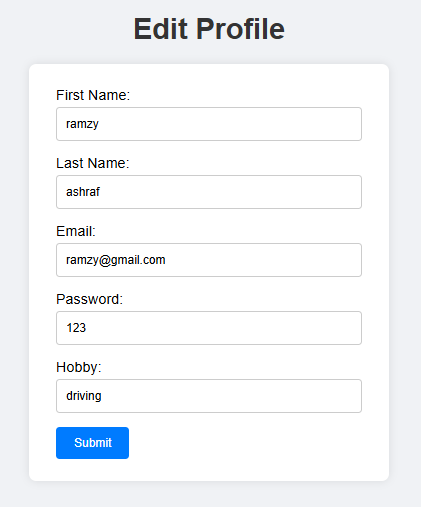 Edit Profile
First Name:
ramzy
Last Name:
ashraf
Email:
ramzy@gmail.com
Password:
123
Hobby:
driving
Submit